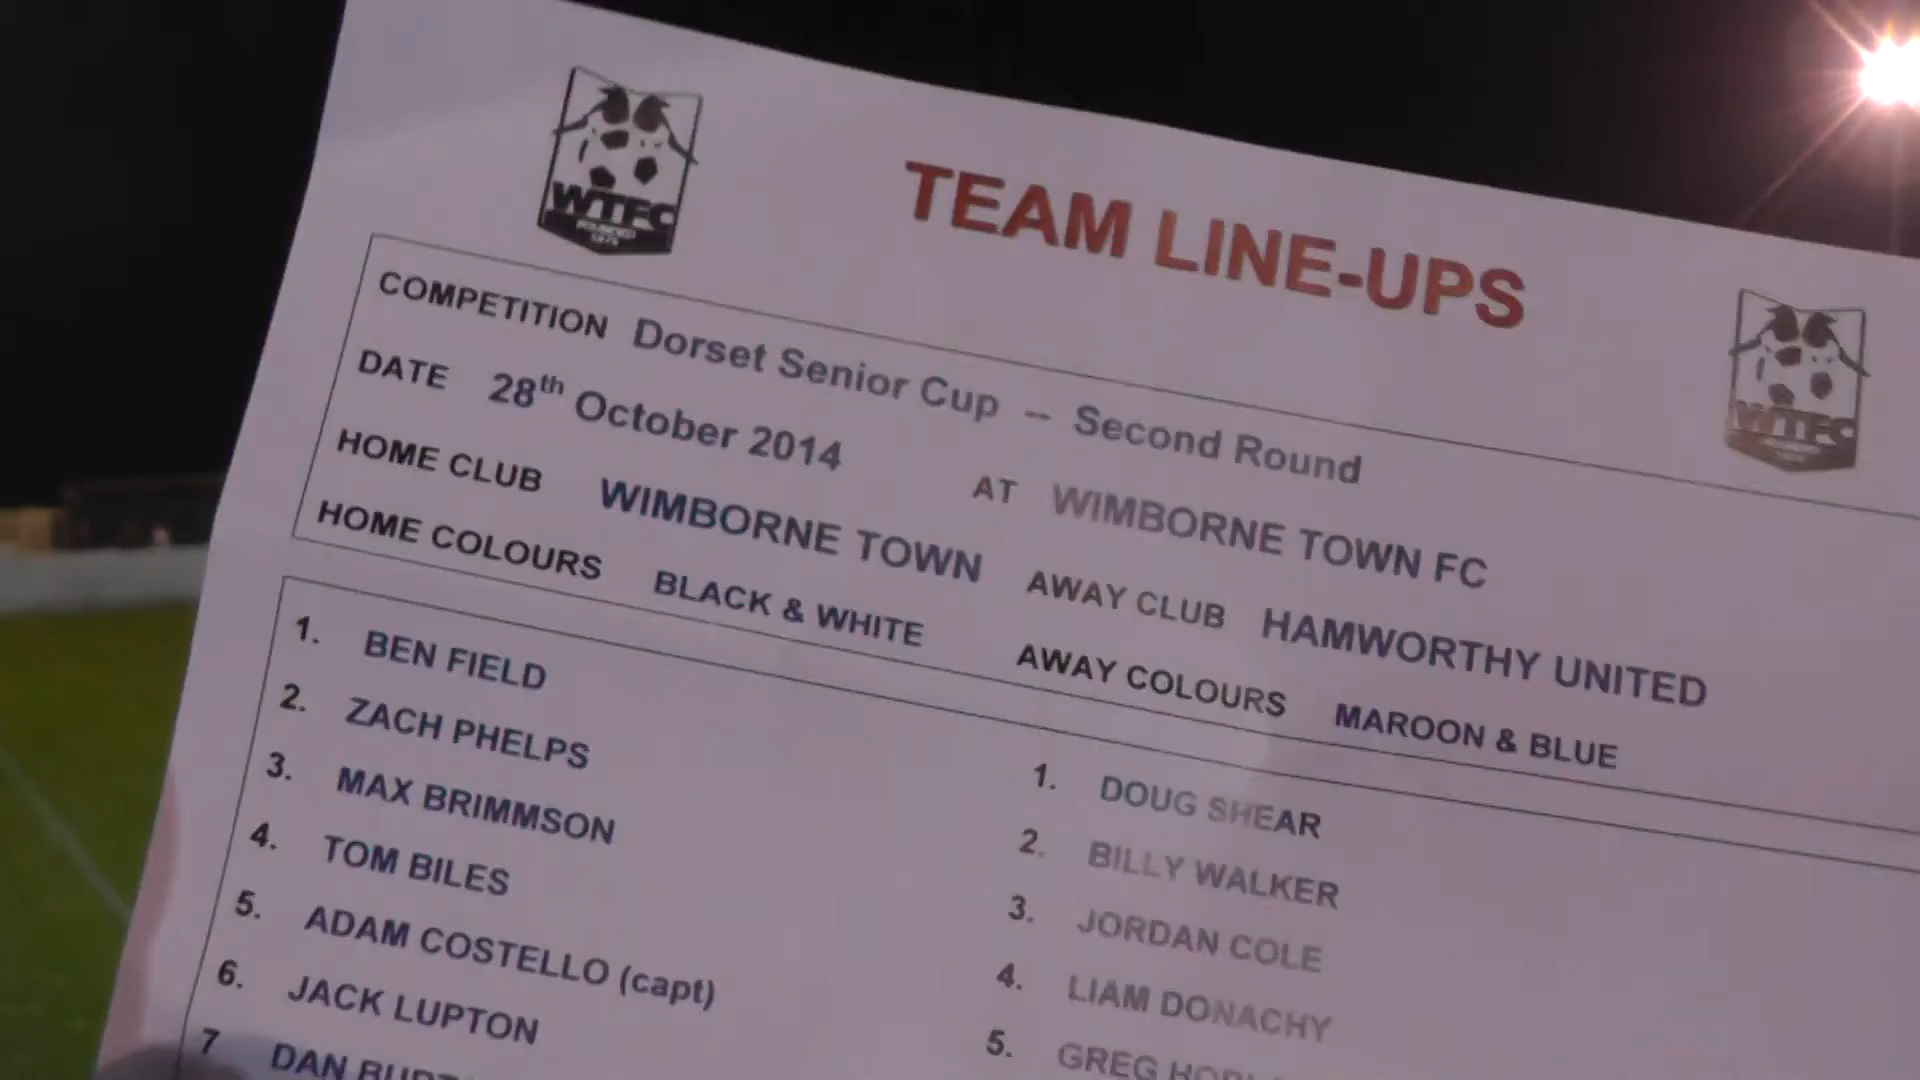 WTFC
FOUNDED
TEAM LINE-UPS
WTFC
COMPETITION Dorset Senior Cup – Second Round
DATE 28th October 2014 AT WIMBORNE TOWN FC
HOME CLUB WIMBORNE TOWN AWAY CLUB HAMWORTHY UNITED
HOME COLOURS BLACK & WHITE AWAY COLOURS MAROON & BLUE
1. BEN FIELD
2. ZACH PHELPS
3. MAX BRIMMSON
4. TOM BILES
5. ADAM COSTELLO (capt)
6. JACK LUPTON
7 DAN
1. DOUG SHEAR
2. BILLY WALKER
3. JORDAN COLE
4. LIAM DONACHY
5. GREG